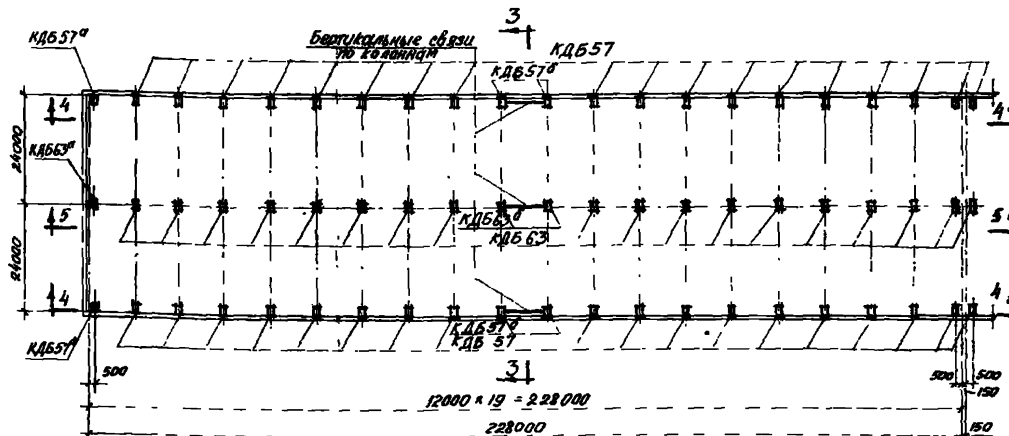 3
КДБ57а
Вертикальные связи
по колоннам
КДБ57
КДБ57б
4
4
24000
КДБ63а
5
5
КДБ63б
КДБ63
24000
4
4
КДБ57б
КДБ57
КДБ57а
500
3
500
500
150
12000 х 19 = 228000
228000
150